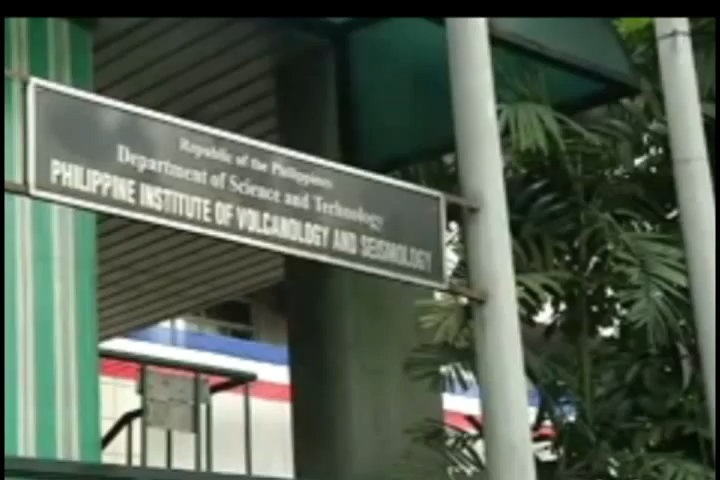 Republic of the Philippines
Department of Science and Technology
PHILIPPINE INSTITUTE OF VOLCANOLOGY AND SEISMOLOGY